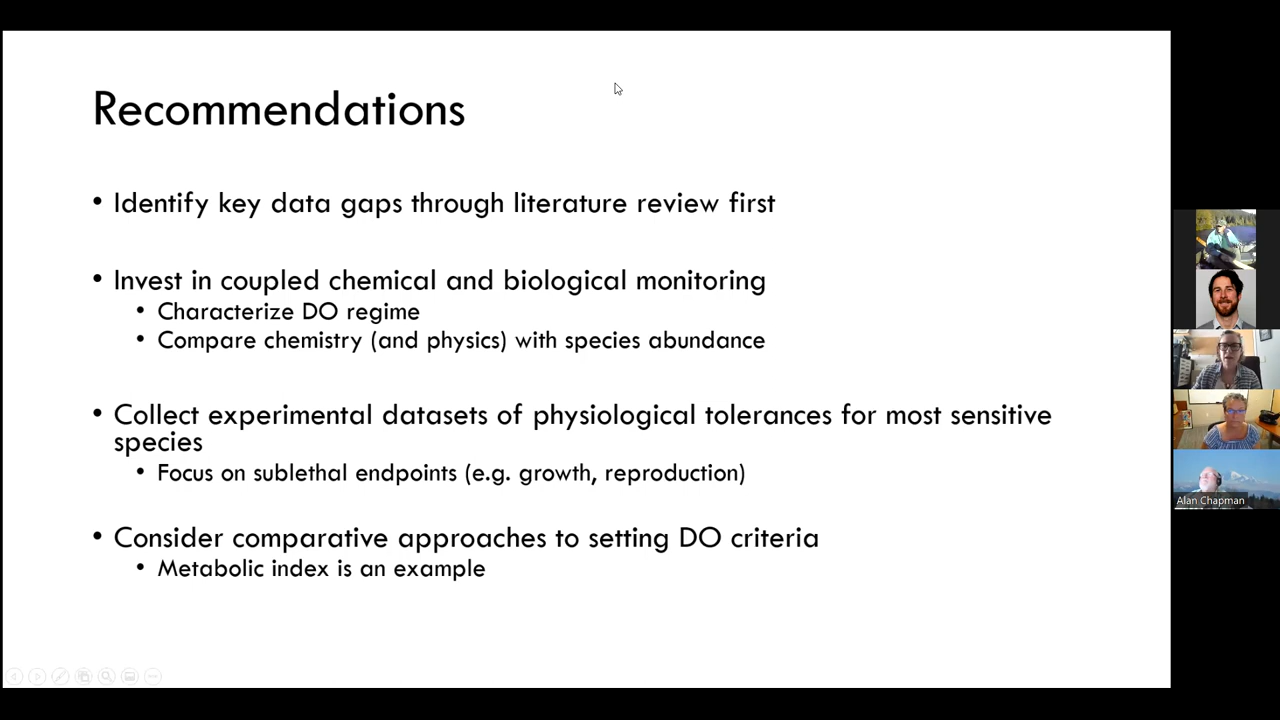 Recommendations
• Identify key data gaps through literature review first
• Invest in coupled chemical and biological monitoring
• Characterize DO regime
• Compare chemistry (and physics) with species abundance
• Collect experimental datasets of physiological tolerances for most sensitive
species
• Focus on sublethal endpoints (e.g. growth, reproduction)
• Consider comparative approaches to setting DO criteria
• Metabolic index is an example
Alan Chapman